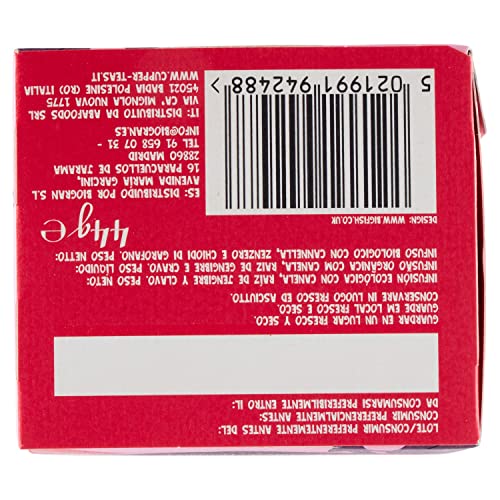 LOTE/CONSUMIR PREFERENTEMENTE ANTES DEL:
CONSUMIR PREFERENCIALMENTE ANTES:
DA CONSUMARSI PREFERIBILMENTE ENTRO IL:
GUARDAR EN UN LUGAR FRESCO Y SECO.
GUARDE EM LOCAL FRESCO E SECO.
CONSERVARE IN LUOGO FRESCO ED ASCIUTTO.
INFUSIÓN ECOLÓGICA CON CANELA, RAÍZ DE JENGIBRE Y CLAVO. PESO NETO:
INFUSÃO ORGÂNICA COM CANELA, RAIZ DE GENGIBRE E CRAVO. PESO LÍQUIDO:
INFUSO BIOLOGICO CON CANNELLA, ZENZERO E CHIODI DI GAROFANO. PESO NETTO:
DESIGN: WWW.BIGFISH.CO.UK
5 021991 942488 >
44g e
ES: DISTRIBUIDO POR BIOGRAN S.L
AVENIDA MARÍA GARCINI,
16 PARACUELLOS DE JARAMA
28860 MADRID
TEL 91 658 07 31 -
INFO@BIOGRAN.ES
IT: DISTRIBUITO DA ABAFOODS SRL
VIA CA' MIGNOLA NUOVA 1775
45021 BADIA POLESINE (RO) ITALIA
WWW.CUPPER-TEAS.IT